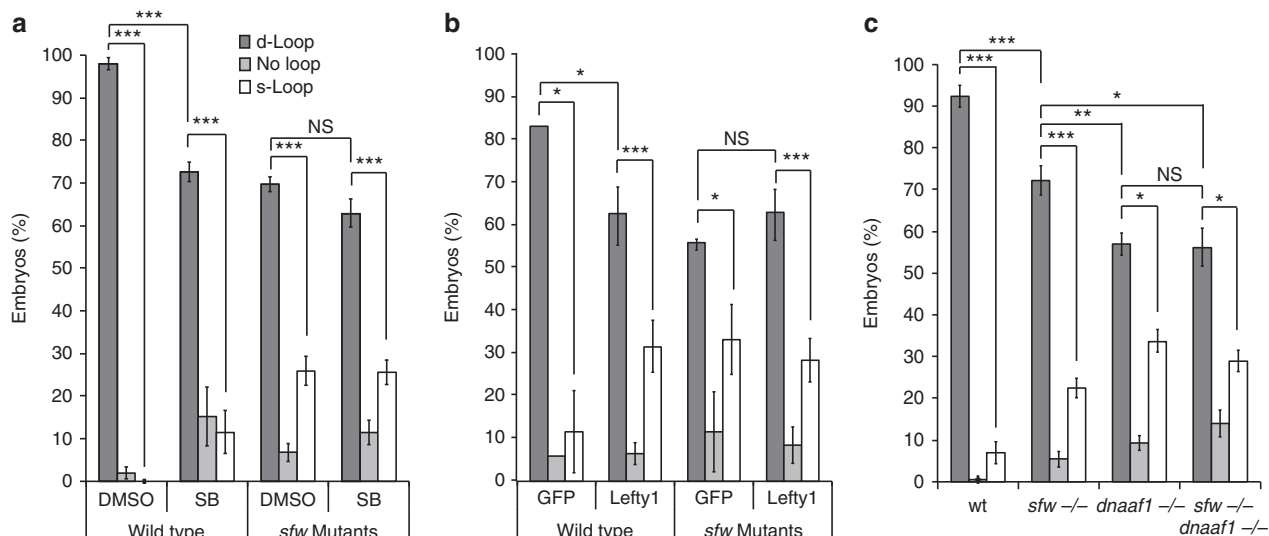 a
***
***
***
NS
***
***
d-Loop
No loop
s-Loop
100
90
80
70
60
50
40
30
20
10
0
Embryos (%)
DMSO SB DMSO SB
Wild type sfw Mutants
b
*
*
***
NS
*
***
100
90
80
70
60
50
40
30
20
10
0
Embryos (%)
GFP Lefty1 GFP Lefty1
Wild type sfw Mutants
c
***
***
*
**
***
NS
*
*
100
90
80
70
60
50
40
30
20
10
0
Embryos (%)
wt sfw –/– dnaaf1 –/– sfw –/–
dnaaf1 –/–